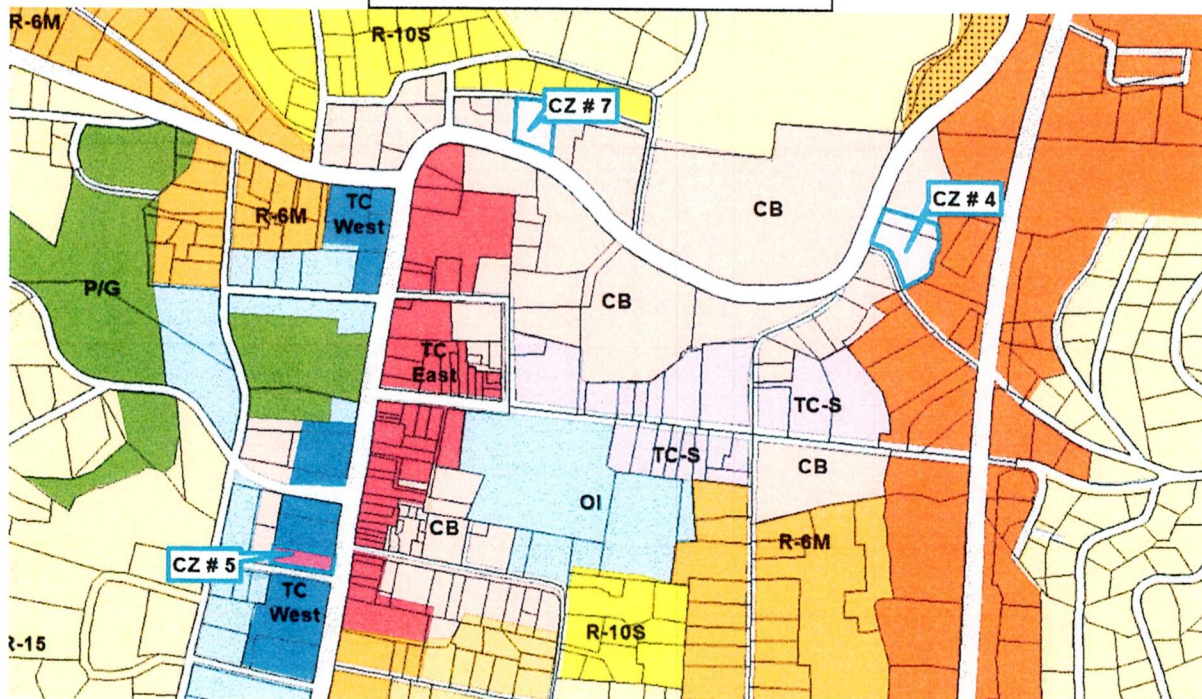 R-6M
R-10S
CZ # 7
CZ # 4
CB
TC
West
R-6M
P/G
CB
TC
East
TC-S
TC-S
CB
OI
CB
R-6M
CZ # 5
TC
West
R-10S
R-15